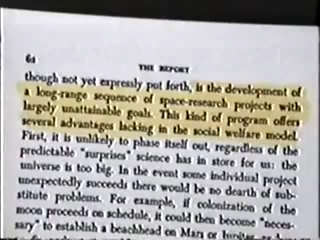 62
THE REPORT
though not yet expressly put forth, is the development of
a long-range sequence of space-research projects with
largely unattainable goals. This kind of program offers
several advantages lacking in the social welfare model.
First, it is unlikely to phase itself out, regardless of the
predictable "surprises" science has in store for us: the
universe is too big. In the event some individual project
unexpectedly succeeds there would be no dearth of sub-
stitute problems. For example, if colonization of the
moon proceeds on schedule, it could then become "neces-
sary" to establish a beachhead on Mars or Jupiter,